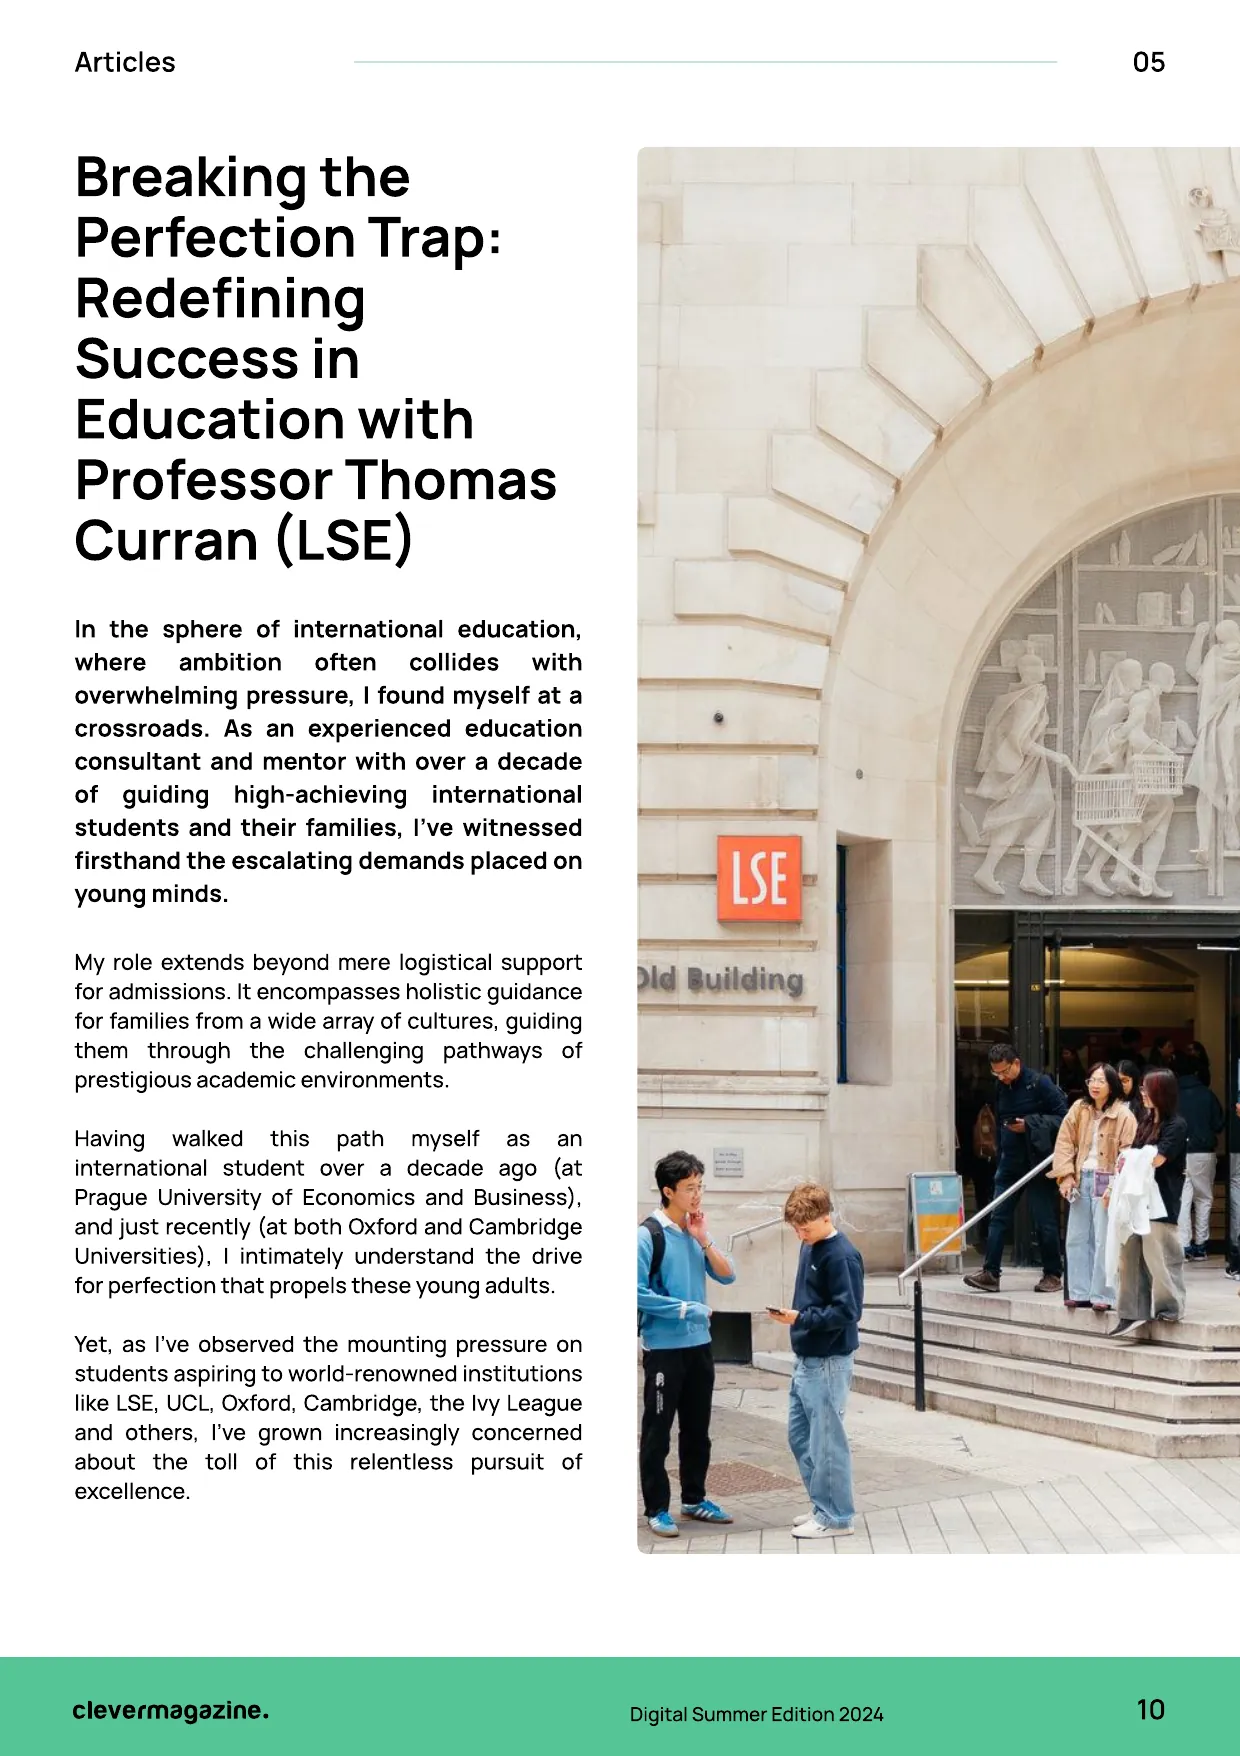 Articles
05
Breaking the
Perfection Trap:
Redefining
Success in
Education with
Professor Thomas
Curran (LSE)
In the sphere of international education,
where ambition often collides with
overwhelming pressure, I found myself at a
crossroads. As an experienced education
consultant and mentor with over a decade
of guiding high-achieving international
students and their families, I've witnessed
firsthand the escalating demands placed on
young minds.
My role extends beyond mere logistical support
for admissions. It encompasses holistic guidance
for families from a wide array of cultures, guiding
them through the challenging pathways of
prestigious academic environments.
Having walked this path myself as an
international student over a decade ago (at
Prague University of Economics and Business),
and just recently (at both Oxford and Cambridge
Universities), I intimately understand the drive
for perfection that propels these young adults.
Yet, as I've observed the mounting pressure on
students aspiring to world-renowned institutions
like LSE, UCL, Oxford, Cambridge, the Ivy League
and others, I've grown increasingly concerned
about the toll of this relentless pursuit of
excellence.
LSE
Old Building
clevermagazine.
Digital Summer Edition 2024
10